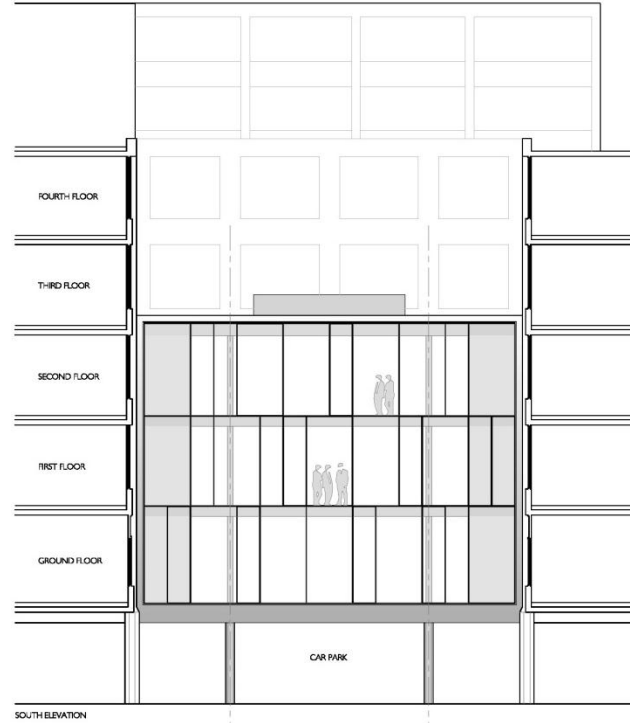 FOURTH FLOOR
THIRD FLOOR
SECOND FLOOR
FIRST FLOOR
GROUND FLOOR
CAR PARK
SOUTH ELEVATION